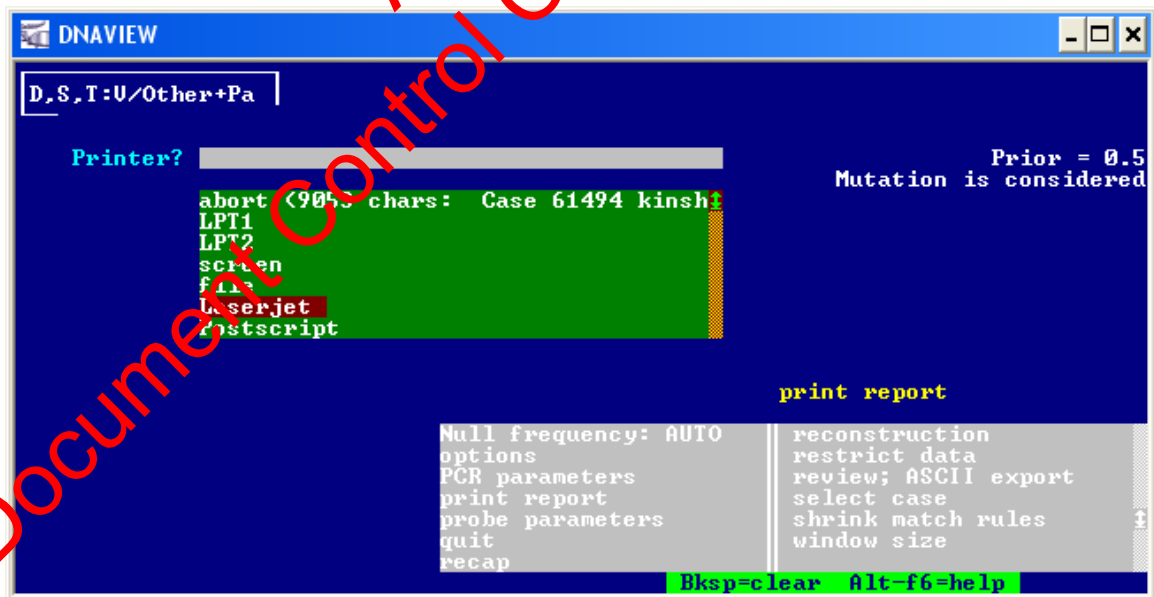 DNAVIEW
D,S,T:V/Other+Pa
Printer?
Prior = 0.5
Mutation is considered
abort (9053 chars: Case 61494 kinsh
LPT1
LPT2
screen
file
Laserjet
Postscript
print report
Null frequency: AUTO
options
PCR parameters
print report
probe parameters
quit
recap
reconstruction
restrict data
review; ASCII export
select case
shrink match rules
window size
Bksp=clear Alt-f6=help
Document Control